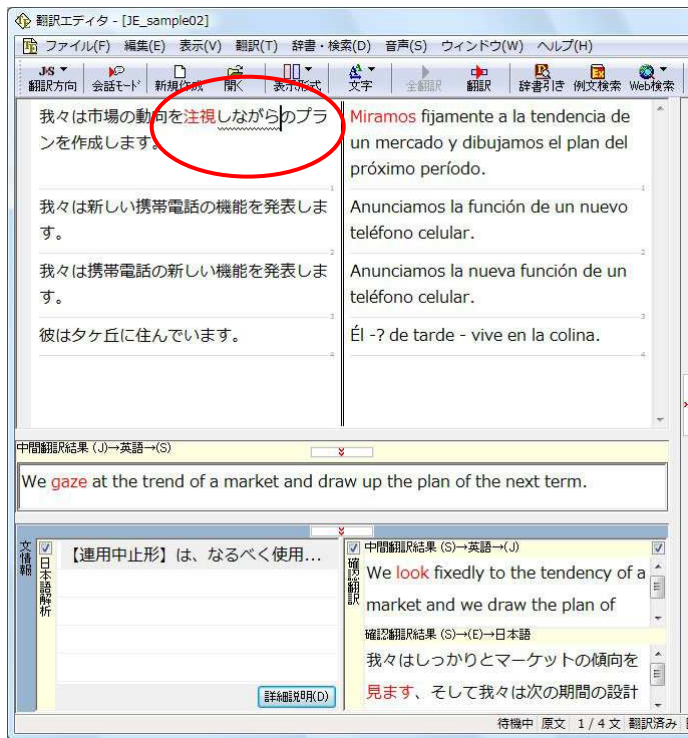 翻訳エディタ - [JE_sample02]
ファイル(F) 編集(E) 表示(V) 翻訳(T) 辞書・検索(D) 音声(S) ウィンドウ(W) ヘルプ(H)
J›S
翻訳方向 会話モード 新規作成 開く 表示形式 文字 全翻訳 翻訳 辞書引き 例文検索 Web検索
我々は市場の動向を注視しながらのプラ
ンを作成します。
1
Miramos fijamente a la tendencia de
un mercado y dibujamos el plan del
próximo período.
1
我々は新しい携帯電話の機能を発表しま
す。
2
Anunciamos la función de un nuevo
teléfono celular.
2
我々は携帯電話の新しい機能を発表しま
す。
3
Anunciamos la nueva función de un
teléfono celular.
3
彼は夕ヶ丘に住んでいます。
4
Él -? de tarde - vive en la colina.
4
中間翻訳結果 (J)→英語→(S)
We gaze at the trend of a market and draw up the plan of the next term.
文情報
日本語解析
【連用中止形】は、なるべく使用...
詳細説明(D)
確認翻訳
中間翻訳結果 (S)→英語→(J)
We look fixedly to the tendency of a
market and we draw the plan of
確認翻訳結果 (S)→(E)→日本語
我々はしっかりとマーケットの傾向を
見ます、そして我々は次の期間の設計
待機中 原文 1 / 4 文 翻訳済み